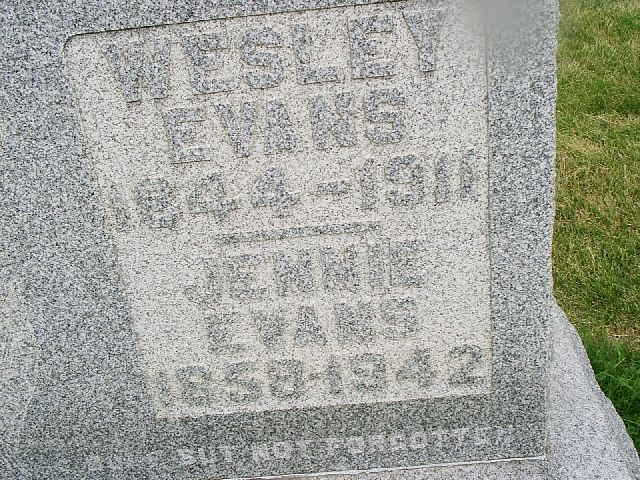 WESLEY
EVANS
1844-1911
JENNIE
EVANS
1858-1942
BUT NOT FORGOTTEN